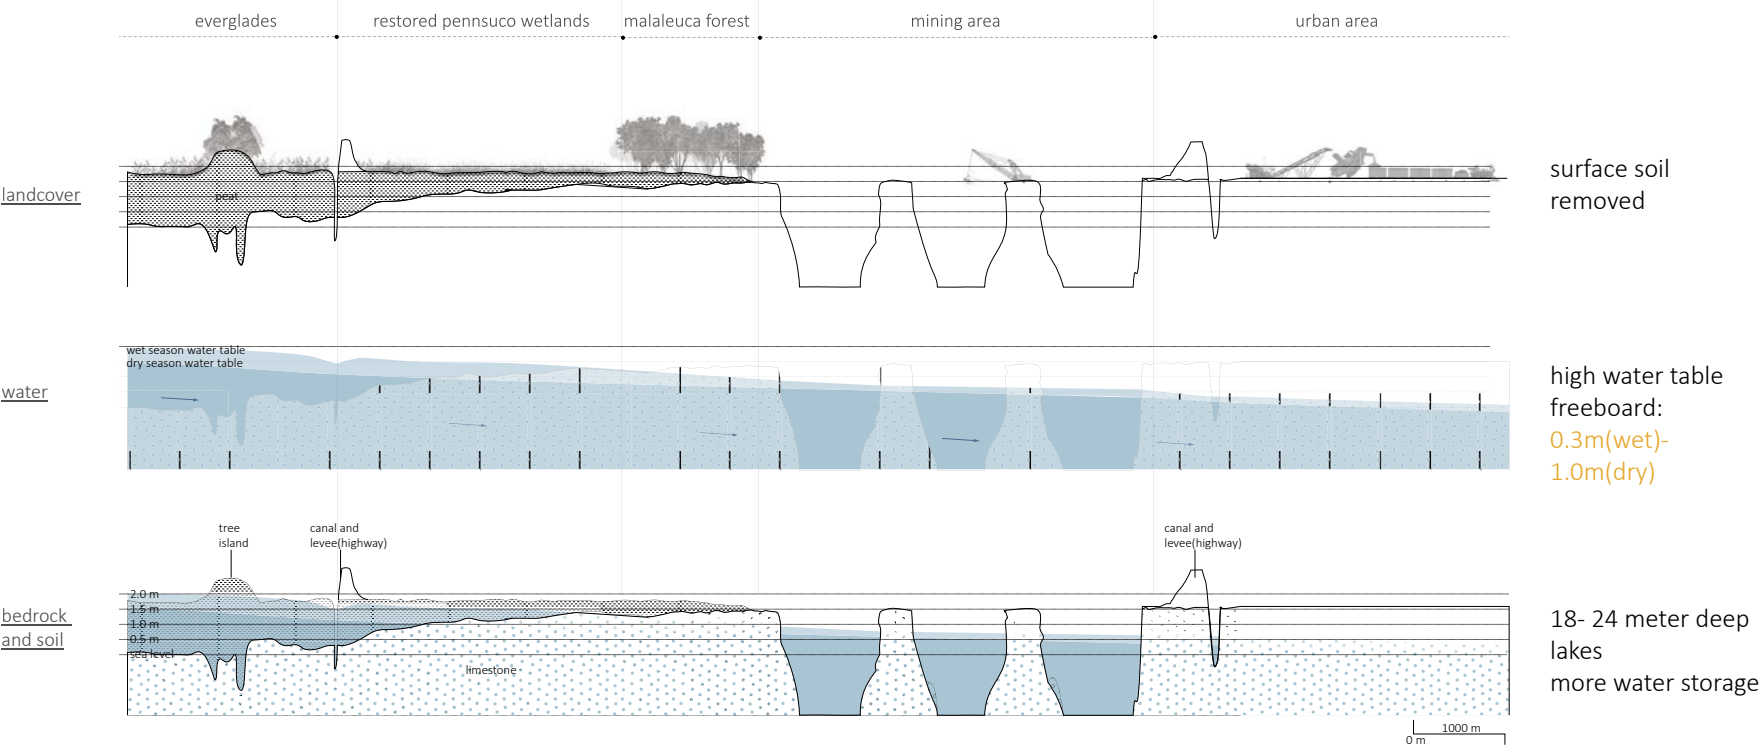 everglades
restored pennsuco wetlands
malaleuca forest
mining area
urban area
landcover
peat
surface soil
removed
wet season water table
dry season water table
water
high water table
freeboard:
0.3m(wet)-
1.0m(dry)
tree
island
canal and
levee(highway)
canal and
levee(highway)
bedrock
and soil
2.0 m
1.5 m
1.0 m
0.5 m
sea level
limestone
18- 24 meter deep
lakes
more water storage
1000 m
0 m